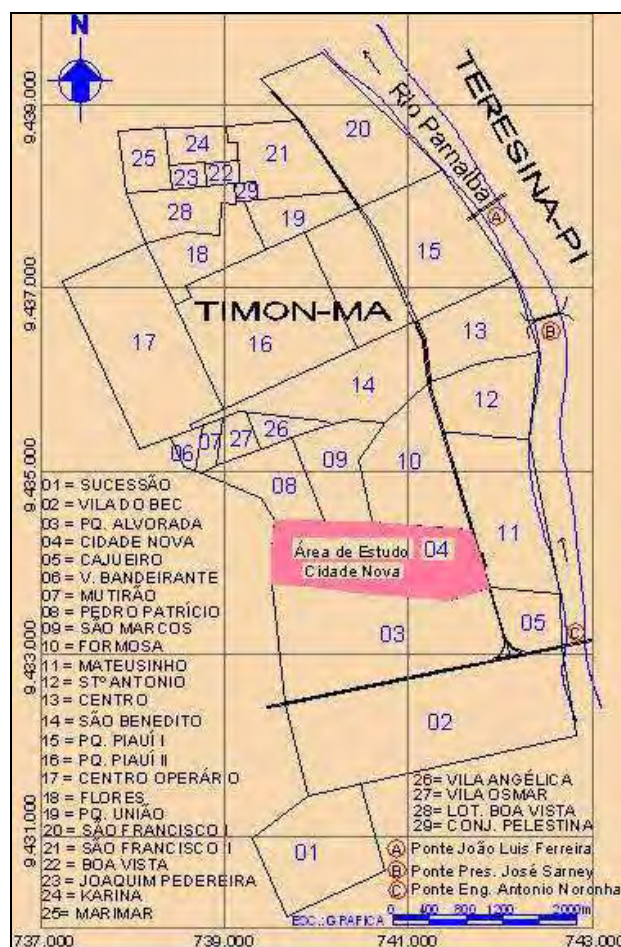 N
TERESINA-PI
Rio Parnaíba
TIMON-MA
9.439.000
9.437.000
9.435.000
9.433.000
9.431.000
20
24
25
21
23
22
29
28
19
18
15
A
17
16
13
B
14
12
26
07
27
06
09
10
08
11
Área de Estudo
04
Cidade Nova
03
05
C
02
01
01 = SUCESSÃO
02 = VILA DO BEC
03 = PQ. ALVORADA
04 = CIDADE NOVA
05 = CAJUEIRO
06 = V. BANDEIRANTE
07 = MUTIRÃO
08 = PEDRO PATRÍCIO
09 = SÃO MARCOS
10 = FORMOSA
11 = MATEUSINHO
12 = STº ANTONIO
13 = CENTRO
14 = SÃO BENEDITO
15 = PQ. PIAUÍ I
16 = PQ. PIAUÍ II
17 = CENTRO OPERÁRIO
18 = FLORES
19 = PQ. UNIÃO
20 = SÃO FRANCISCO I
21 = SÃO FRANCISCO II
22 = BOA VISTA
23 = JOAQUIM PEDEREIRA
24 = KARINA
25= MARIMAR
26= VILA ANGÉLICA
27= VILA OSMAR
28= LOT. BOA VISTA
29= CONJ. PELESTINA
A Ponte João Luis Ferreira
B Ponte Pres. José Sarney
C Ponte Eng. Antonio Noronha
ESC.: GRÁFICA
0 400 800 1200 2000m
737.000
739.000
741.000
743.000